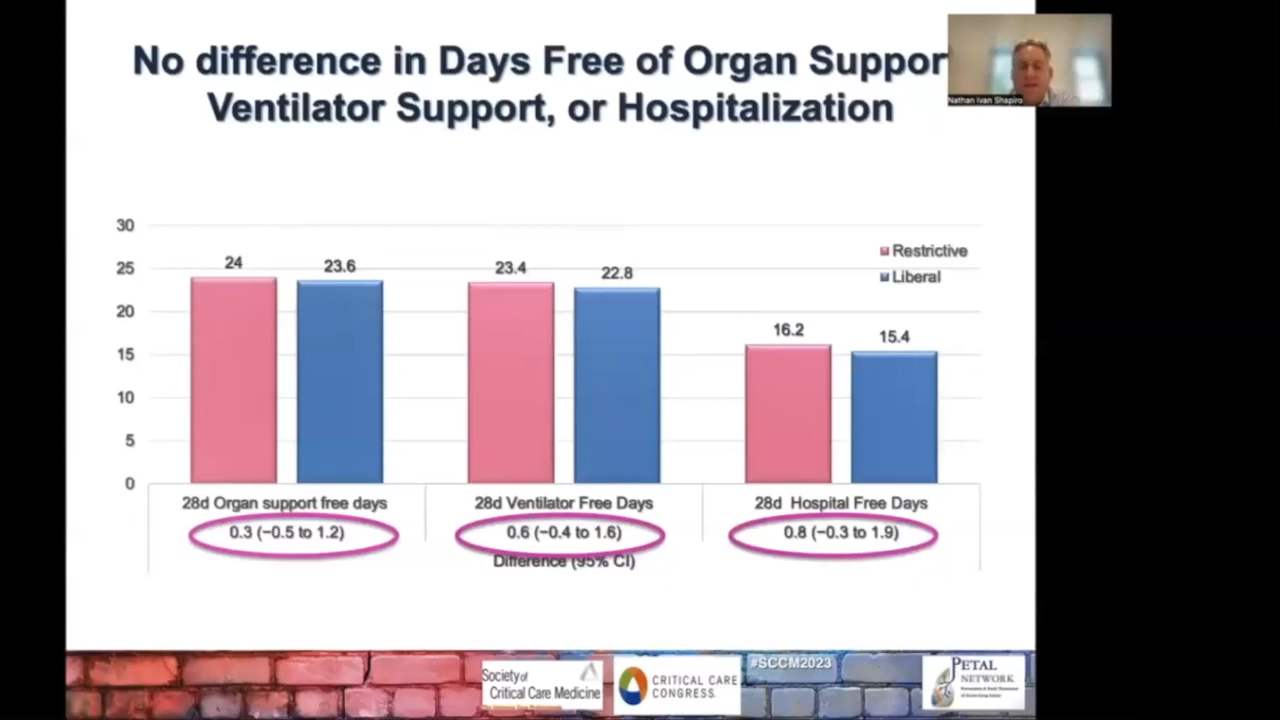 No difference in Days Free of Organ Suppor
Ventilator Support, or Hospitalization
Nathan Ivan Shapiro
30
25
20
15
10
5
0
24
23.6
23.4
22.8
16.2
15.4
Restrictive
Liberal
28d Organ support free days
28d Ventilator Free Days
28d Hospital Free Days
0.3 (−0.5 to 1.2)
0.6 (−0.4 to 1.6)
0.8 (−0.3 to 1.9)
Difference (95% CI)
Society of
Critical Care Medicine
CRITICAL CARE
CONGRESS
#SCCM2023
PETAL
NETWORK